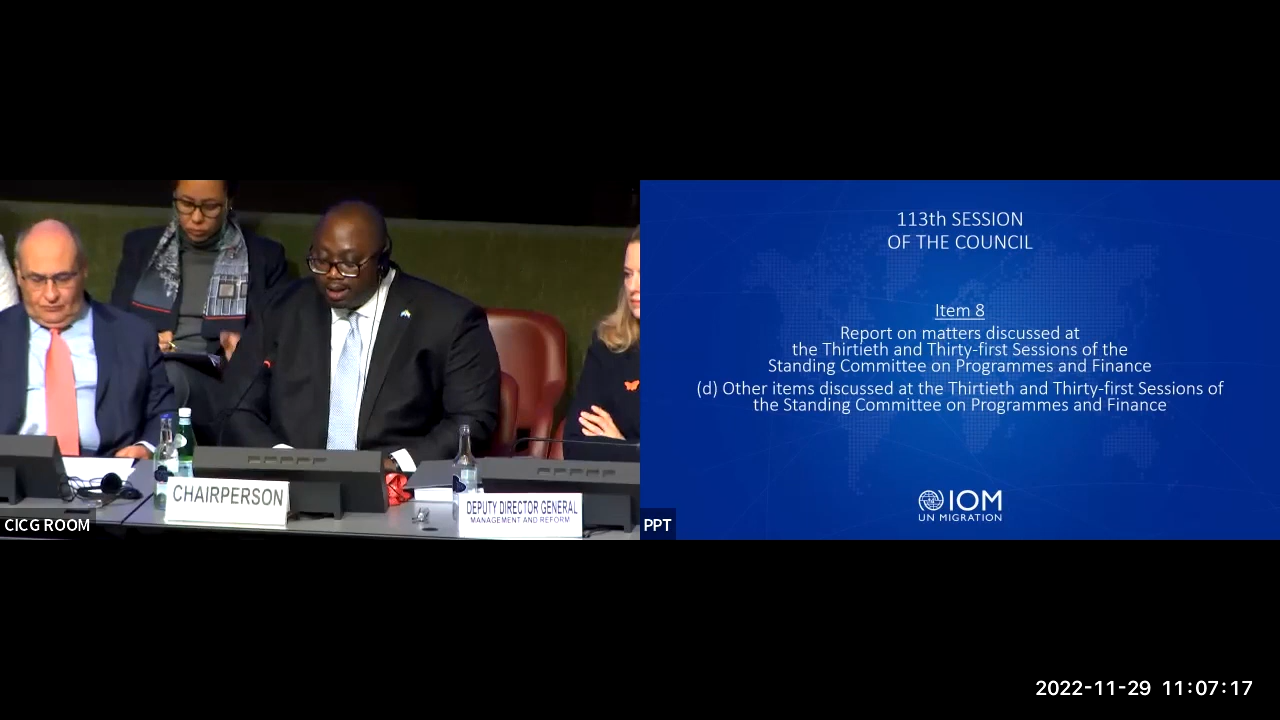 CHAIRPERSON
DEPUTY DIRECTOR GENERAL
MANAGEMENT AND REFORM
CICG ROOM
113th SESSION
OF THE COUNCIL
Item 8
Report on matters discussed at
the Thirtieth and Thirty-first Sessions of the
Standing Committee on Programmes and Finance
(d) Other items discussed at the Thirtieth and Thirty-first Sessions of
the Standing Committee on Programmes and Finance
IOM
UN MIGRATION
PPT
2022-11-29 11:07:17